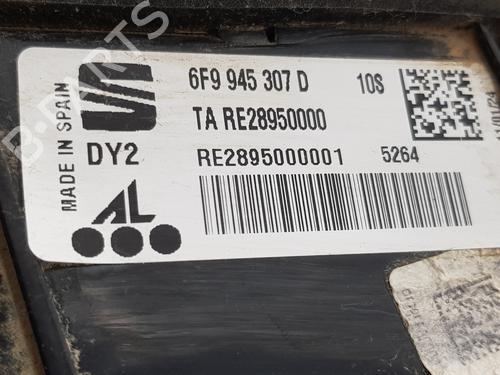 6F9 945 307 D 10S
TA RE28950000
RE2895000001 5264
MADE IN SPAIN
DY2
AL
B-PARTS